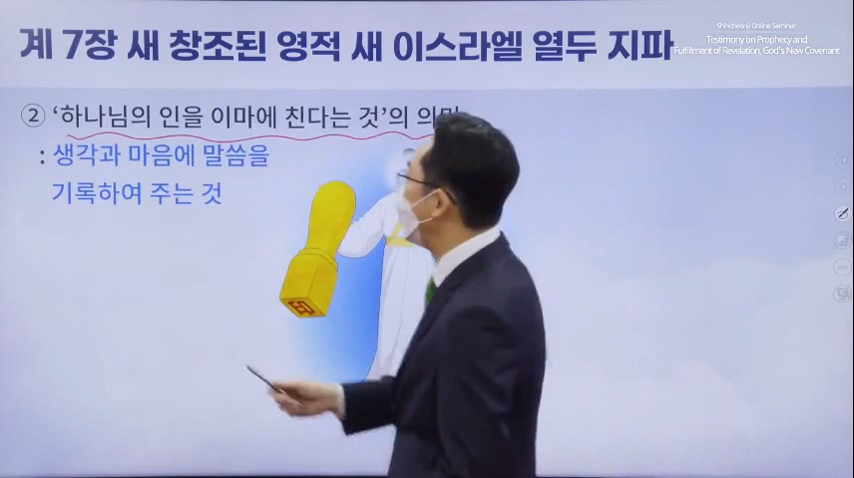 계 7장 새 창조된 영적 새 이스라엘 열두 지파
Shincheonji Online Seminar
Testimony on Prophecy and
Fulfillment of Revelation, God's New Covenant
② ‘하나님의 인을 이마에 친다는 것’의 의미
: 생각과 마음에 말씀을
기록하여 주는 것
印